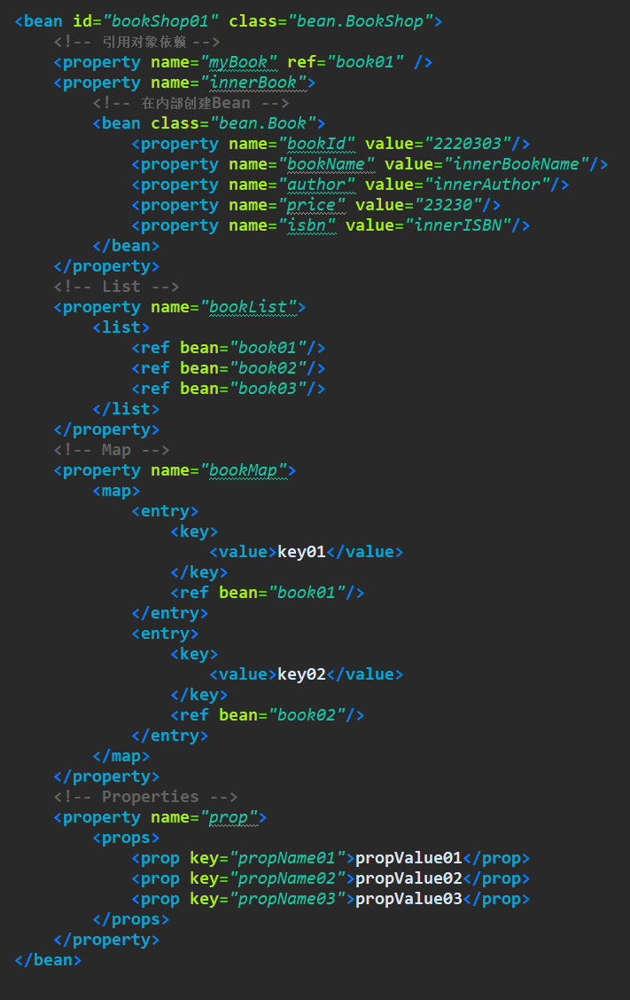 <bean id="bookShop01" class="bean.BookShop">
    <!-- 引用对象依赖 -->
    <property name="myBook" ref="book01" />
    <property name="innerBook">
        <!-- 在内部创建Bean -->
        <bean class="bean.Book">
            <property name="bookId" value="2220303"/>
            <property name="bookName" value="innerBookName"/>
            <property name="author" value="innerAuthor"/>
            <property name="price" value="23230"/>
            <property name="isbn" value="innerISBN"/>
        </bean>
    </property>
    <!-- List -->
    <property name="bookList">
        <list>
            <ref bean="book01"/>
            <ref bean="book02"/>
            <ref bean="book03"/>
        </list>
    </property>
    <!-- Map -->
    <property name="bookMap">
        <map>
            <entry>
                <key>
                    <value>key01</value>
                </key>
                <ref bean="book01"/>
            </entry>
            <entry>
                <key>
                    <value>key02</value>
                </key>
                <ref bean="book02"/>
            </entry>
        </map>
    </property>
    <!-- Properties -->
    <property name="prop">
        <props>
            <prop key="propName01">propValue01</prop>
            <prop key="propName02">propValue02</prop>
            <prop key="propName03">propValue03</prop>
        </props>
    </property>
</bean>